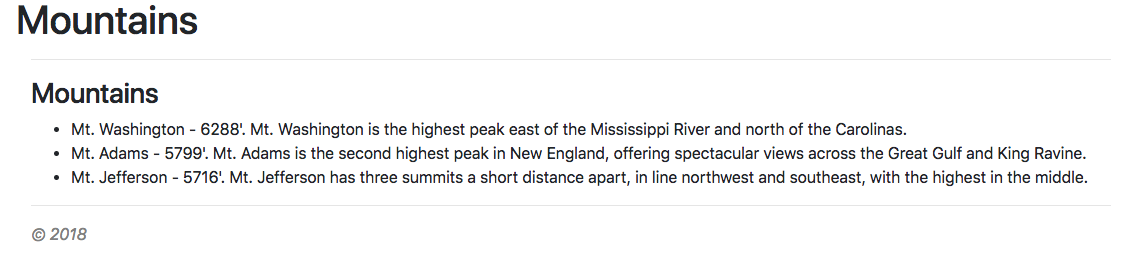 Mountains
Mountains
• Mt. Washington - 6288'. Mt. Washington is the highest peak east of the Mississippi River and north of the Carolinas.
• Mt. Adams - 5799'. Mt. Adams is the second highest peak in New England, offering spectacular views across the Great Gulf and King Ravine.
• Mt. Jefferson - 5716'. Mt. Jefferson has three summits a short distance apart, in line northwest and southeast, with the highest in the middle.
© 2018